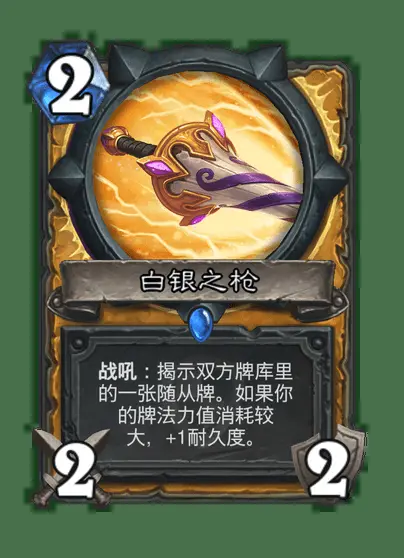 2
白银之枪
战吼：揭示双方牌库里
的一张随从牌。如果你
的牌法力值消耗较
大，+1耐久度。
2
2